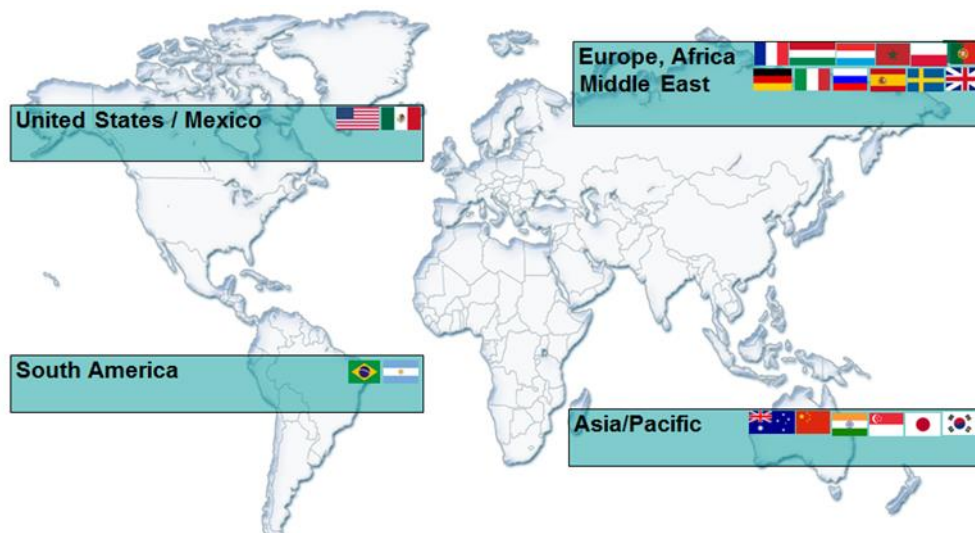 Europe, Africa
Middle East
United States / Mexico
South America
Asia/Pacific